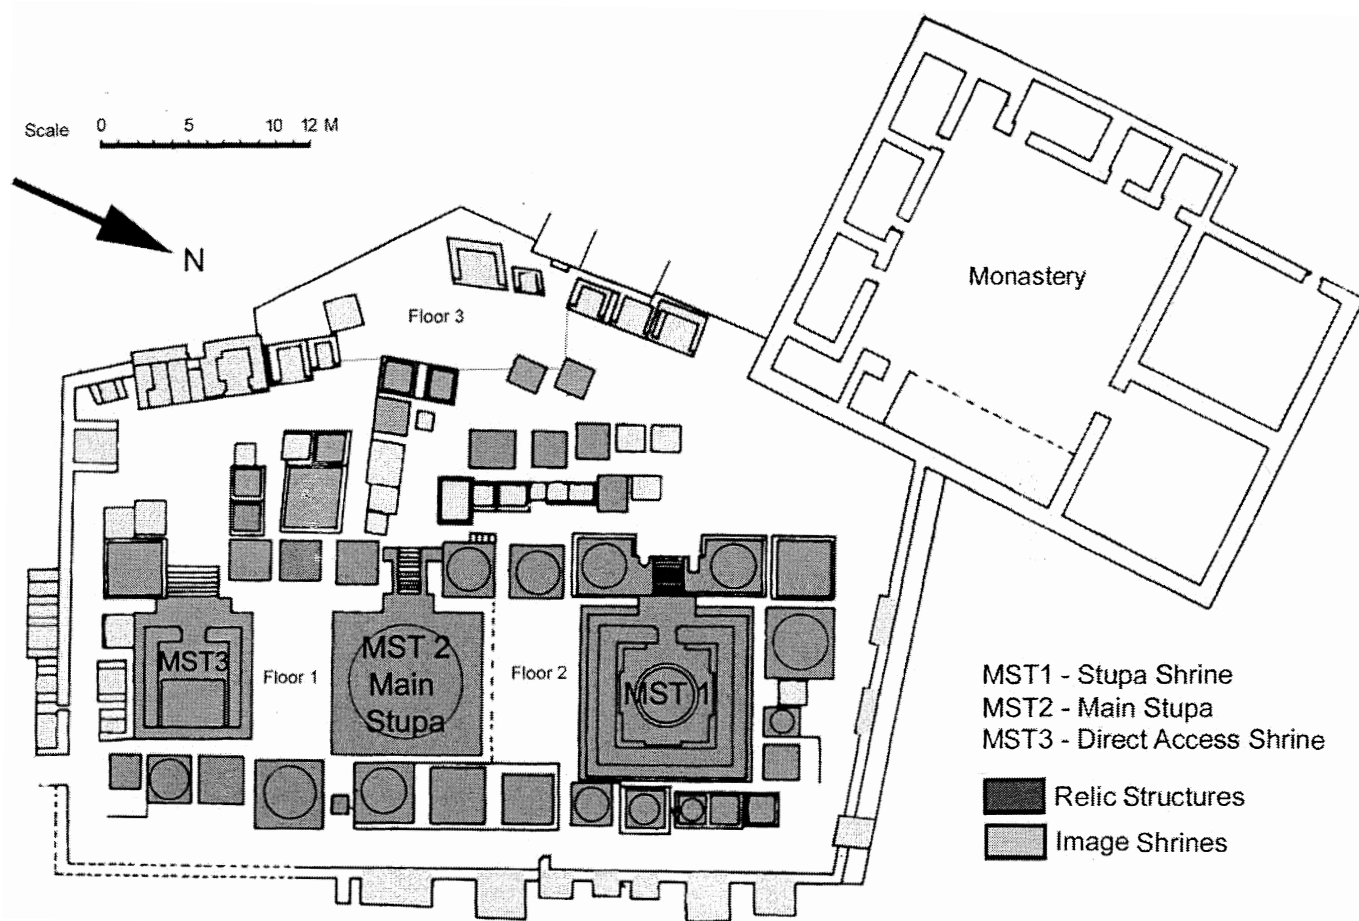 Scale 0 5 10 12 M
N
Monastery
Floor 3
MST3
Floor 1
MST 2
Main
Stupa
Floor 2
MST 1
MST1 - Stupa Shrine
MST2 - Main Stupa
MST3 - Direct Access Shrine
Relic Structures
Image Shrines